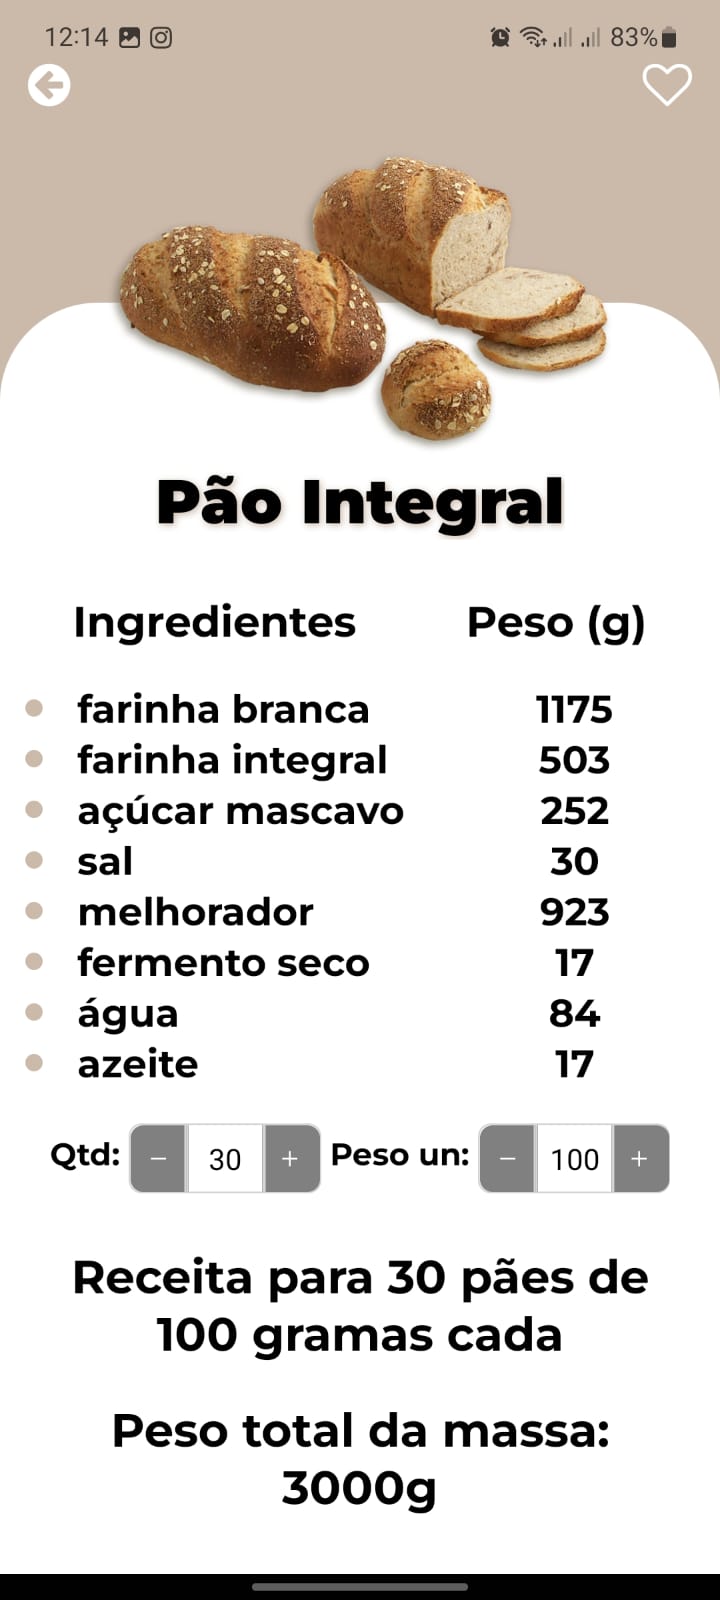 12:14 83%
Pão Integral
Ingredientes Peso (g)
farinha branca 1175
farinha integral 503
açúcar mascavo 252
sal 30
melhorador 923
fermento seco 17
água 84
azeite 17
Qtd: − 30 + Peso un: − 100 +
Receita para 30 pães de
100 gramas cada
Peso total da massa:
3000g